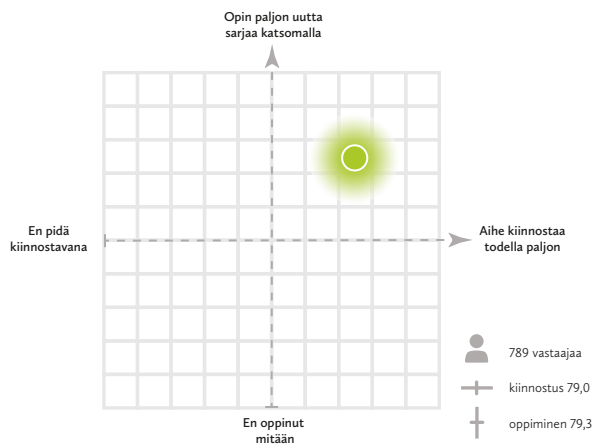 Opin paljon uutta
sarjaa katsomalla
En pidä
kiinnostavana
Aihe kiinnostaa
todella paljon
789 vastaajaa
kiinnostus 79,0
oppiminen 79,3
En oppinut
mitään